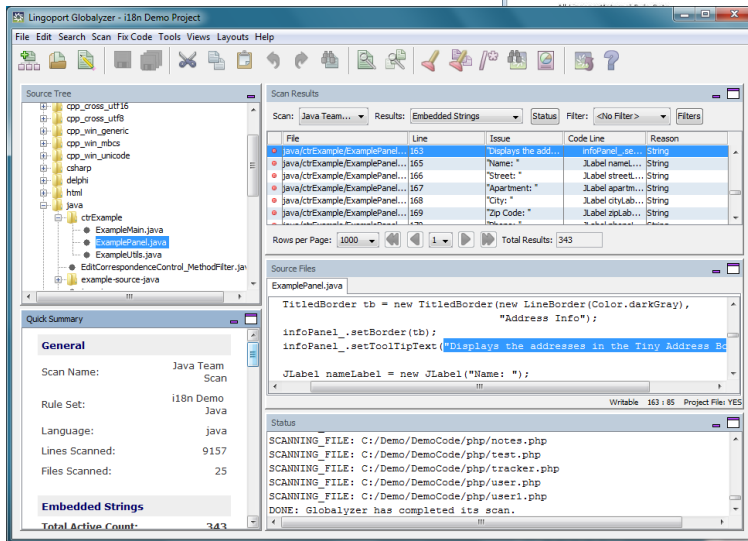 Lingoport Globalyzer - i18n Demo Project
File Edit Search Scan Fix Code Tools Views Layouts Help
Source Tree
cpp_cross_utf16
cpp_cross_utf8
cpp_win_generic
cpp_win_mbcs
cpp_win_unicode
csharp
delphi
html
java
ctrExample
ExampleMain.java
ExamplePanel.java
ExampleUtils.java
EditCorrespondenceControl_MethodFilter.jav
example-source-java
Quick Summary
General
Scan Name: Java Team Scan
Rule Set: i18n Demo Java
Language: java
Lines Scanned: 9157
Files Scanned: 25
Embedded Strings
Total Active Count: 343
Scan Results
Scan: Java Team... Results: Embedded Strings Status Filter: <No Filter> Filters
File Line Issue Code Line Reason
java/ctrExample/ExamplePanel... 163 "Displays the add... infoPanel_.se... String
java/ctrExample/ExamplePanel... 165 "Name: " JLabel nameL... String
java/ctrExample/ExamplePanel... 166 "Street: " JLabel streetL... String
java/ctrExample/ExamplePanel... 167 "Apartment: " JLabel apartm... String
java/ctrExample/ExamplePanel... 168 "City: " JLabel cityLab... String
java/ctrExample/ExamplePanel... 169 "Zip Code: " JLabel zipLab... String
Rows per Page: 1000 1 Total Results: 343
Source Files
ExamplePanel.java
TitledBorder tb = new TitledBorder(new LineBorder(Color.darkGray),
"Address Info");
infoPanel_.setBorder(tb);
infoPanel_.setToolTipText("Displays the addresses in the Tiny Address Bo
JLabel nameLabel = new JLabel("Name: ");
Writable 163 : 85 Project File: YES
Status
SCANNING_FILE: C:/Demo/DemoCode/php/notes.php
SCANNING_FILE: C:/Demo/DemoCode/php/test.php
SCANNING_FILE: C:/Demo/DemoCode/php/tracker.php
SCANNING_FILE: C:/Demo/DemoCode/php/user.php
SCANNING_FILE: C:/Demo/DemoCode/php/user1.php
DONE: Globalyzer has completed its scan.